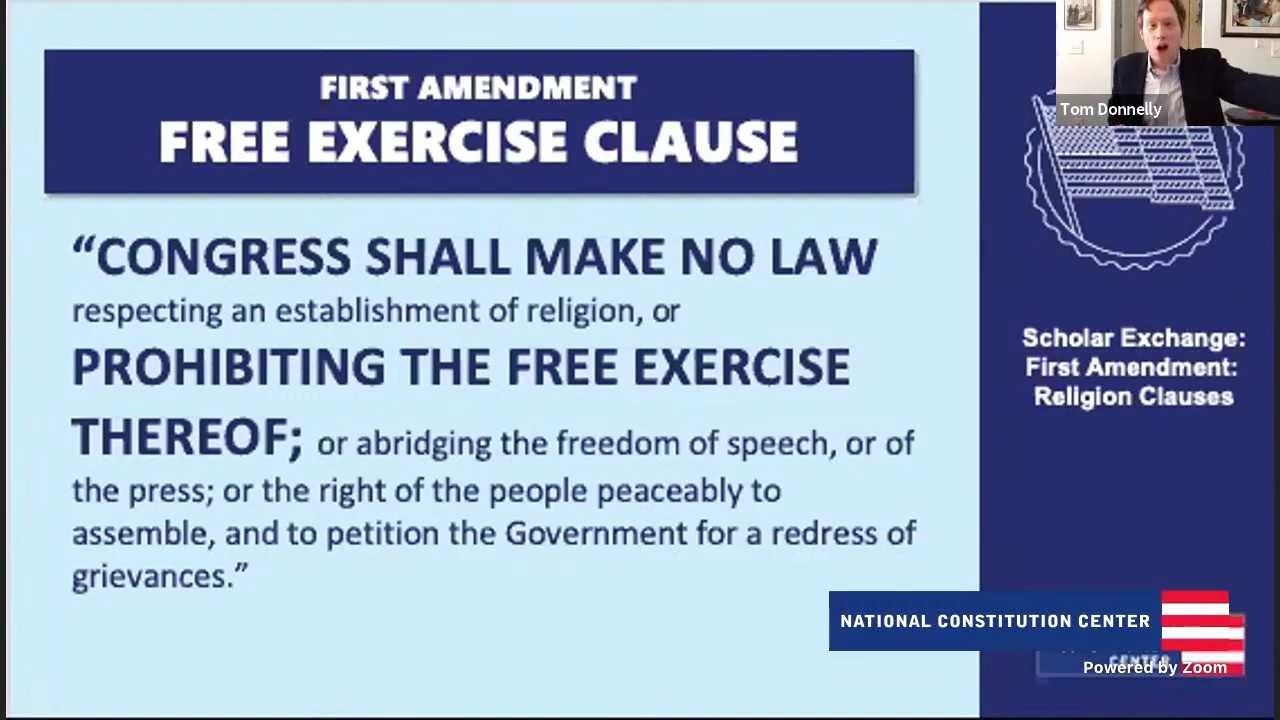 FIRST AMENDMENT
FREE EXERCISE CLAUSE
“CONGRESS SHALL MAKE NO LAW
respecting an establishment of religion, or
PROHIBITING THE FREE EXERCISE
THEREOF; or abridging the freedom of speech, or of
the press; or the right of the people peaceably to
assemble, and to petition the Government for a redress of
grievances.”
Tom Donnelly
Scholar Exchange:
First Amendment:
Religion Clauses
NATIONAL CONSTITUTION CENTER
CENTER
Powered by Zoom